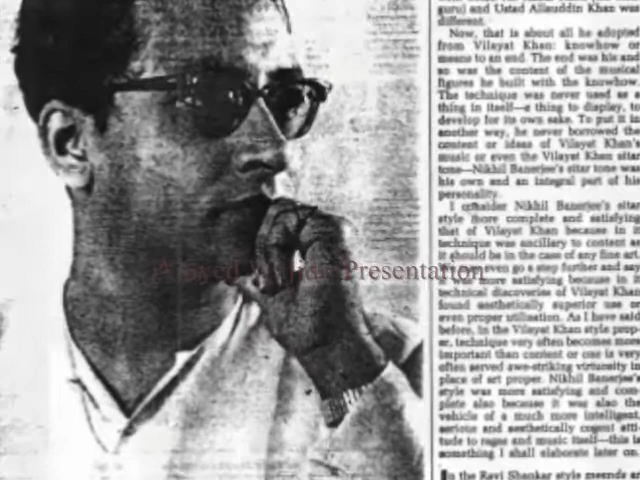 guru) and Ustad Allauddin Khan was
different.
Now, that is about all he adopted
from Vilayat Khan: knowhow or
means to an end. The end was his and
so was the content of the musical
figures he built with the knowhow.
The technique was never used as a
thing in itself—a thing to display, to
develop for its own sake. To put it in
another way, he never borrowed the
content or ideas of Vilayat Khan's
music or even the Vilayat Khan sitar
tone—Nikhil Banerjee's sitar tone was
his own and an integral part of his
personality.
I consider Nikhil Banerjee's sitar
style more complete and satisfying
that of Vilayat Khan because in it
technique was ancillary to content as
it should be in the case of any fine art.
even go a step further and say
it was more satisfying because in it
technical discoveries of Vilayat Khan
found aesthetically superior use or
even proper utilisation. As I have said
before, in the Vilayat Khan style prop-
er, technique very often becomes more
important than content or one is very
often served awe-striking virtuosity in
place of art proper. Nikhil Banerjee's
style was more satisfying and com-
plete also because it was also the
vehicle of a much more intelligent,
serious and aesthetically cogent atti-
tude to ragas and music itself—this is
something I shall elaborate later on.
In the Ravi Shankar style meends or
Presentation